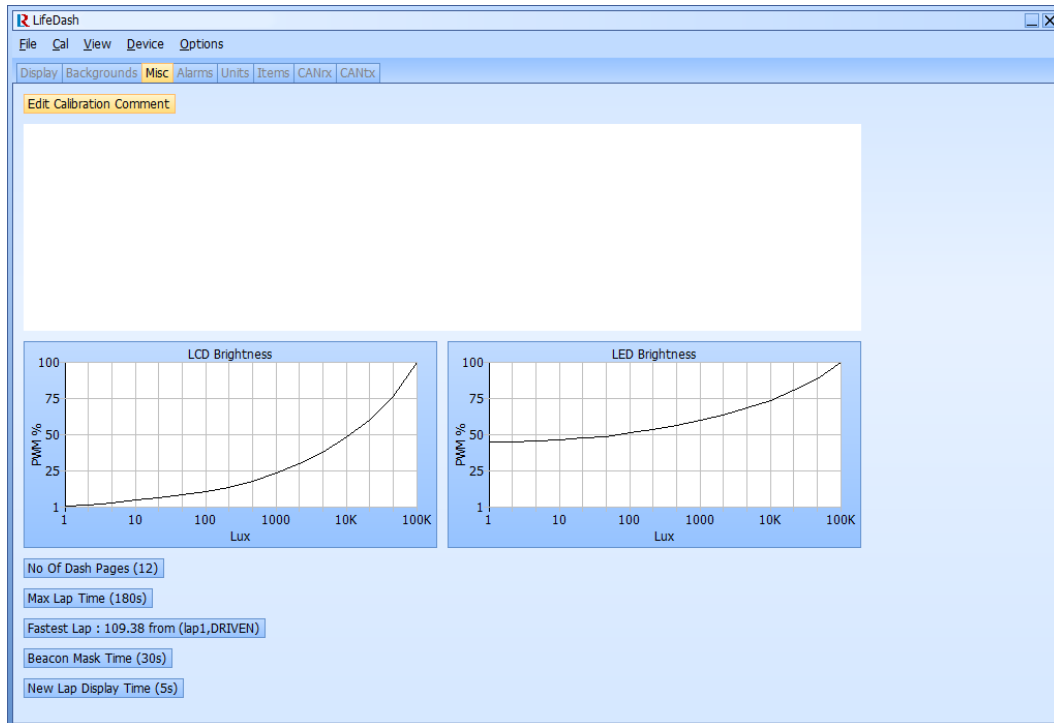 LifeDash
File Cal View Device Options
Display Backgrounds Misc Alarms Units Items CANrx CANtx
Edit Calibration Comment
LCD Brightness
100
75
50
25
1
PWM %
1 10 100 1000 10K 100K
Lux
LED Brightness
100
75
50
25
1
PWM %
1 10 100 1000 10K 100K
Lux
No Of Dash Pages (12)
Max Lap Time (180s)
Fastest Lap : 109.38 from (lap1,DRIVEN)
Beacon Mask Time (30s)
New Lap Display Time (5s)